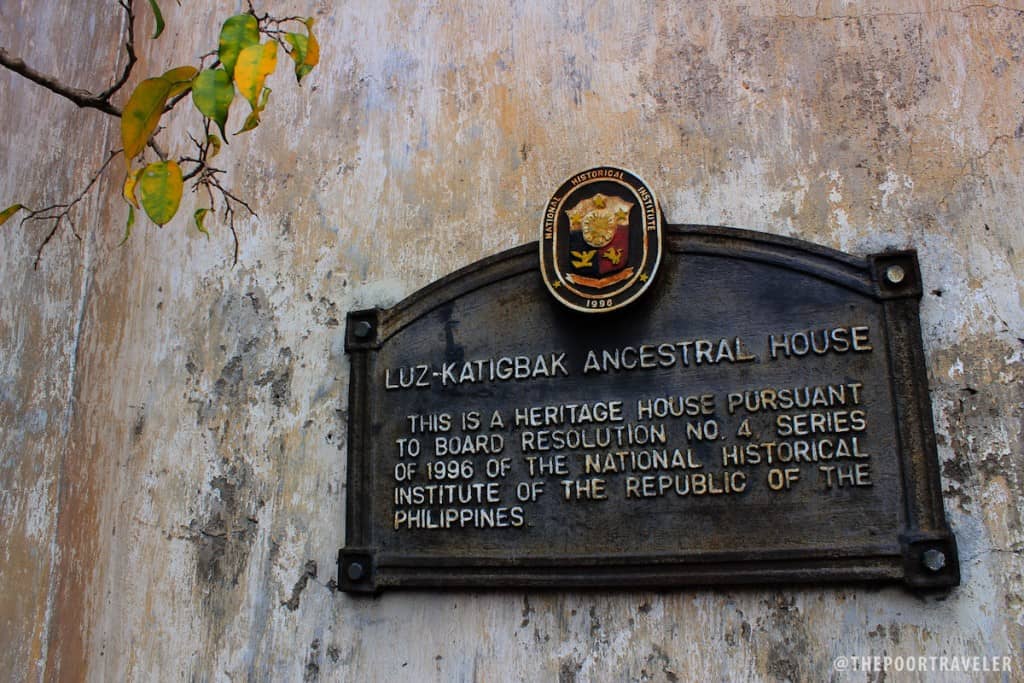 NATIONAL HISTORICAL INSTITUTE
1996
LUZ-KATIGBAK ANCESTRAL HOUSE
THIS IS A HERITAGE HOUSE PURSUANT
TO BOARD RESOLUTION NO. 4, SERIES
OF 1996 OF THE NATIONAL HISTORICAL
INSTITUTE OF THE REPUBLIC OF THE
PHILIPPINES.
@THEPOORTRAVELER